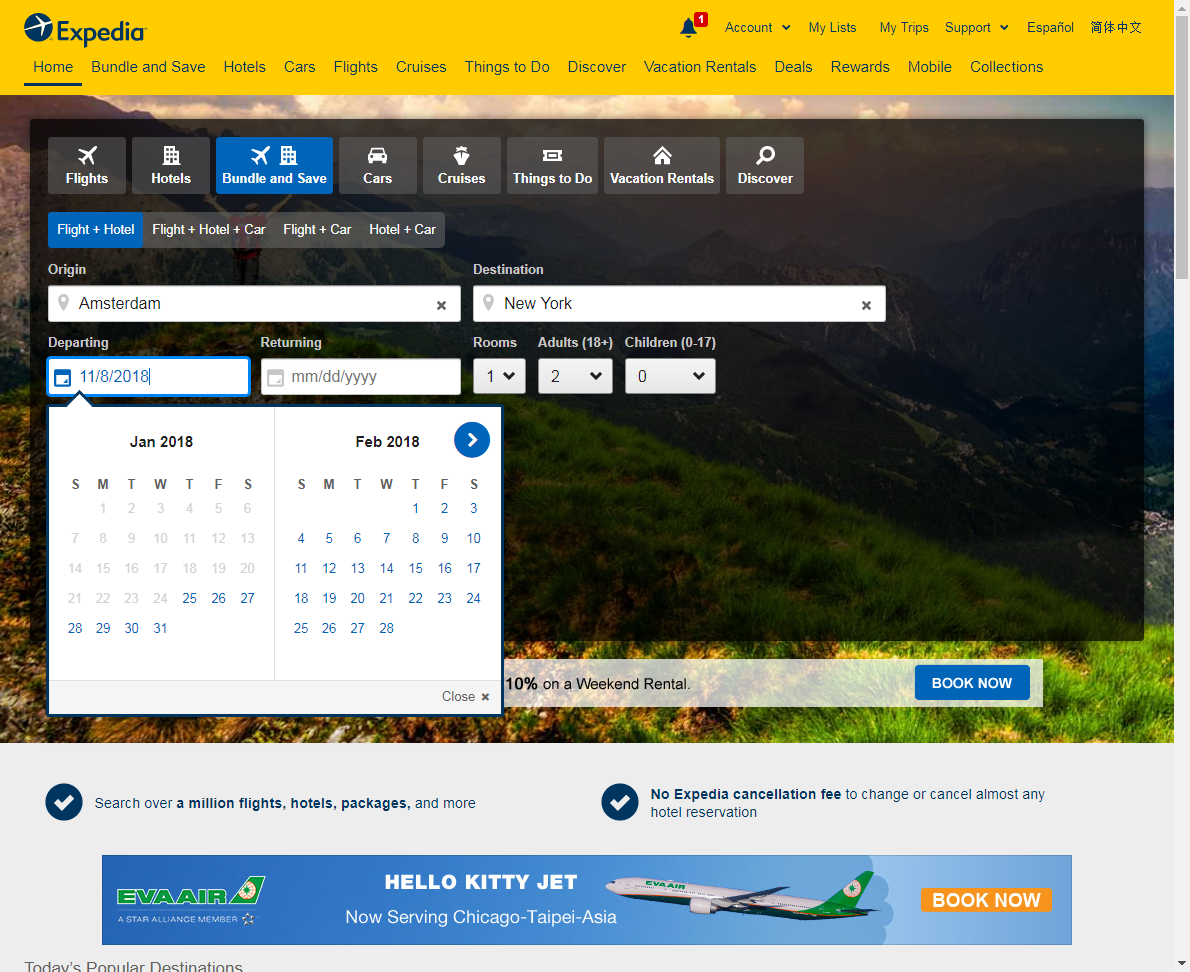 Expedia
1
Account
My Lists
My Trips
Support
Español
简体中文
Home
Bundle and Save
Hotels
Cars
Flights
Cruises
Things to Do
Discover
Vacation Rentals
Deals
Rewards
Mobile
Collections
Flights
Hotels
Bundle and Save
Cars
Cruises
Things to Do
Vacation Rentals
Discover
Flight + Hotel
Flight + Hotel + Car
Flight + Car
Hotel + Car
Origin
Destination
Amsterdam
New York
Departing
Returning
Rooms
Adults (18+)
Children (0-17)
11/8/2018
mm/dd/yyyy
1
2
0
Jan 2018
S M T W T F S
1 2 3 4 5 6
7 8 9 10 11 12 13
14 15 16 17 18 19 20
21 22 23 24 25 26 27
28 29 30 31
Feb 2018
S M T W T F S
1 2 3
4 5 6 7 8 9 10
11 12 13 14 15 16 17
18 19 20 21 22 23 24
25 26 27 28
Close
10% on a Weekend Rental.
BOOK NOW
Search over a million flights, hotels, packages, and more
No Expedia cancellation fee to change or cancel almost any
hotel reservation
EVA AIR
A STAR ALLIANCE MEMBER
HELLO KITTY JET
Now Serving Chicago-Taipei-Asia
EVA AIR
BOOK NOW
Today's Popular Destinations